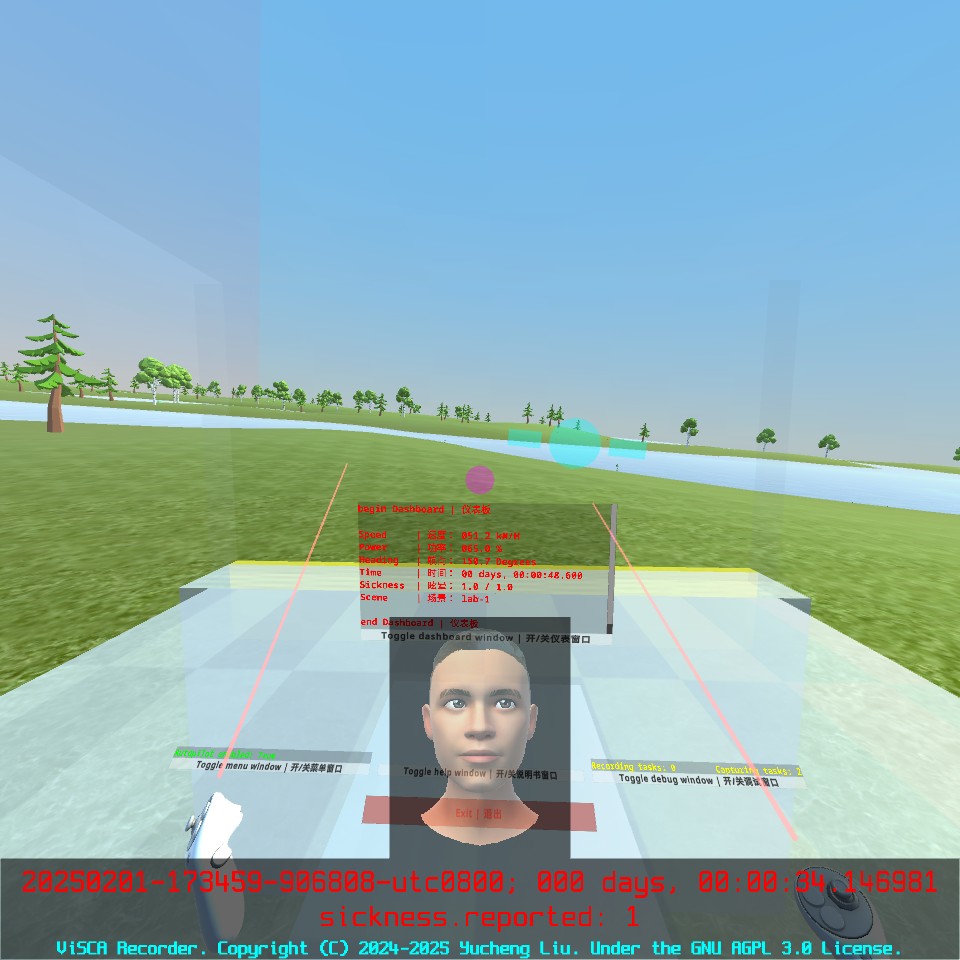 begin Dashboard | 仪表板
Speed | 速度: 051.2 km/H
Power | 功率: 065.0 %
Heading | 航向: 150.7 Degrees
Time | 时间: 00 days, 00:00:48.600
Sickness | 眩晕: 1.0 / 1.0
Scene | 场景: lab-1
end Dashboard | 仪表板
Toggle dashboard window | 开/关仪表窗口
Toggle menu window | 开/关菜单窗口
Toggle help window | 开/关说明书窗口
Recording tasks: 0 Capturing tasks: 2
Toggle debug window | 开/关调试窗口
Exit | 退出
20250201-173459-906808-utc0800; 000 days, 00:00:34.146981
sickness.reported: 1
ViSCA Recorder. Copyright (C) 2024-2025 Yucheng Liu. Under the GNU AGPL 3.0 License.